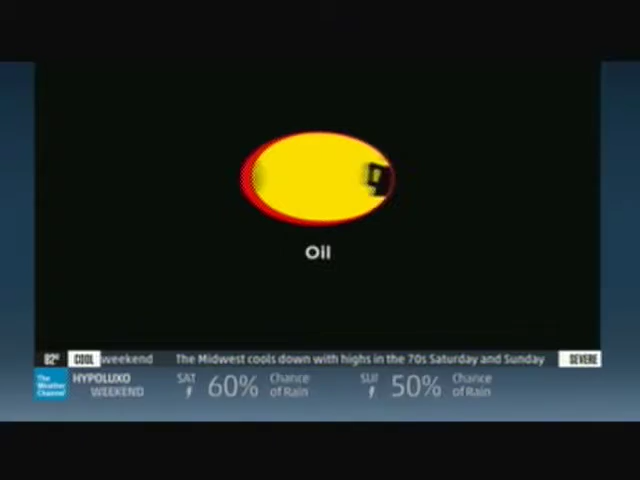 Oil
82° COOL weekend The Midwest cools down with highs in the 70s Saturday and Sunday SEVERE
The Weather Channel HYPOLUXO WEEKEND
SAT 60% Chance of Rain
SUN 50% Chance of Rain